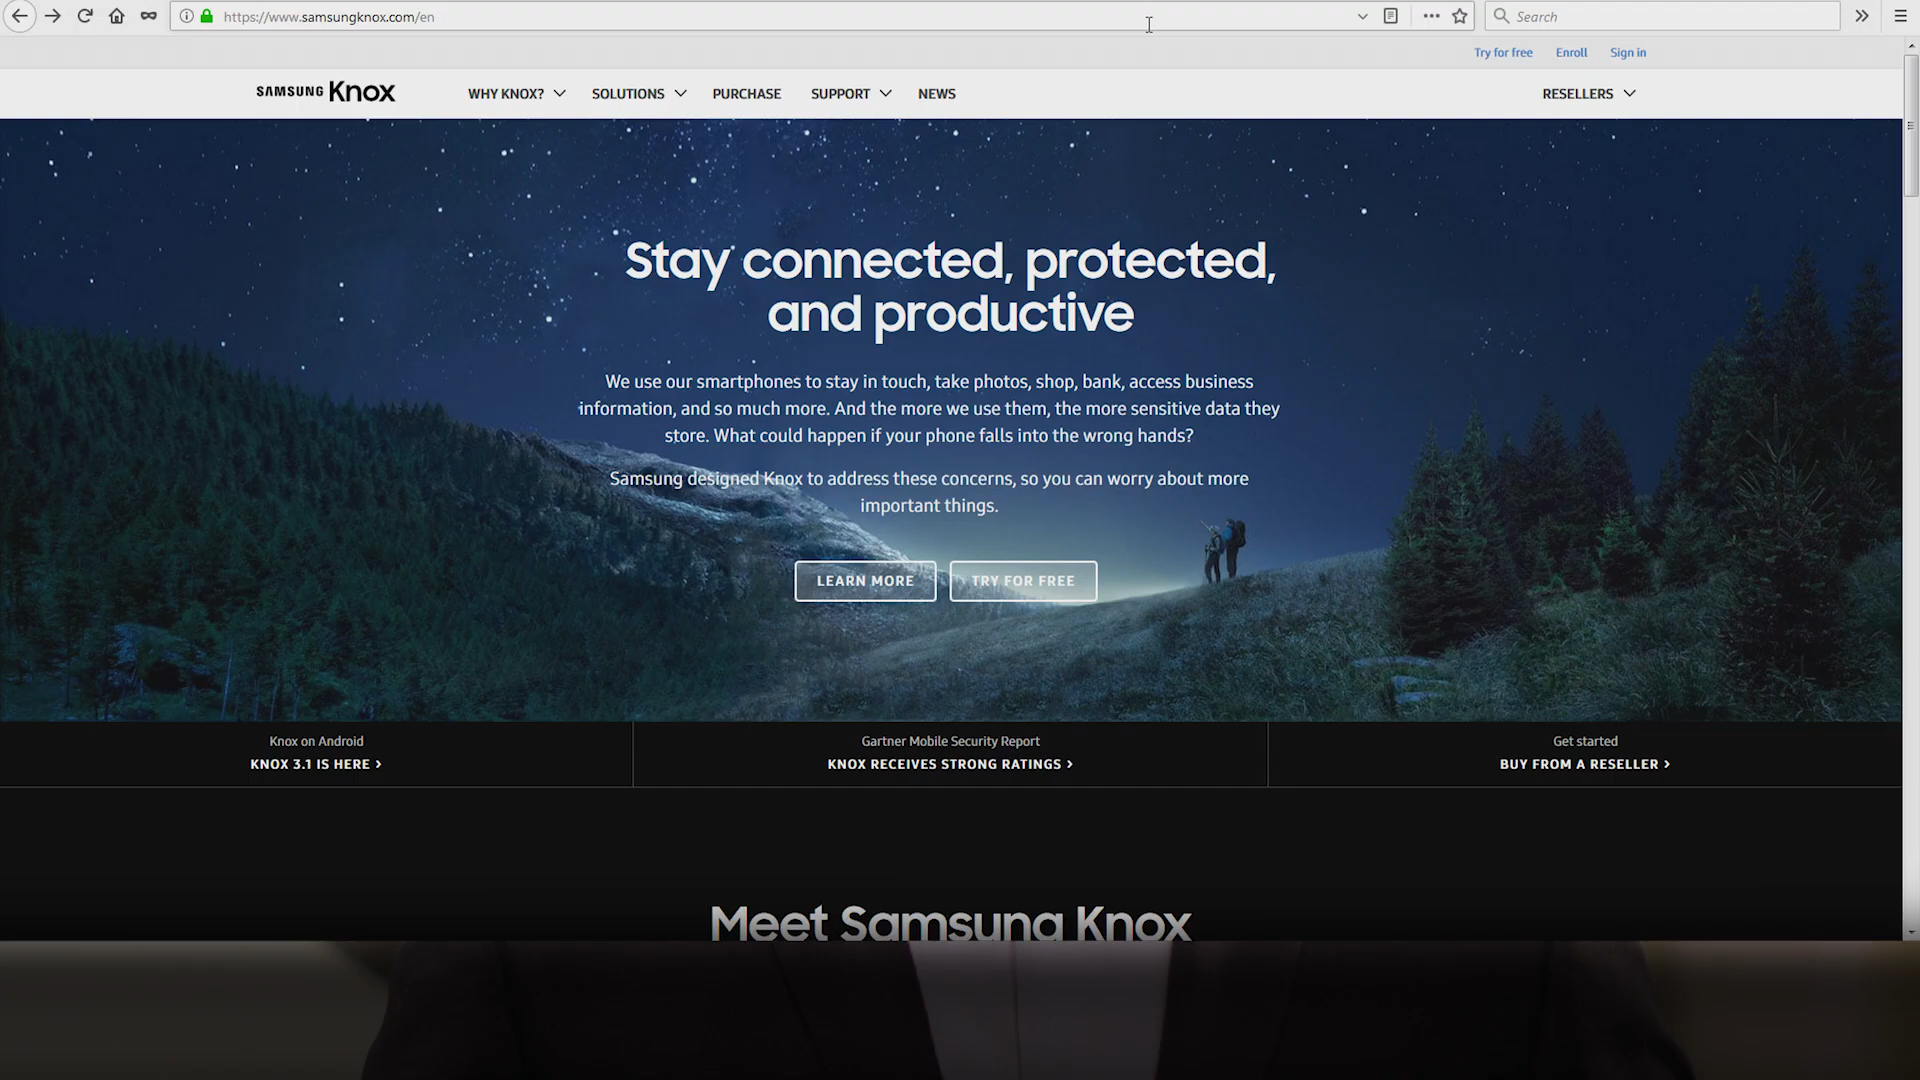 https://www.samsungknox.com/en
Search
Try for free Enroll Sign in
SAMSUNG Knox WHY KNOX? SOLUTIONS PURCHASE SUPPORT NEWS RESELLERS
Stay connected, protected,
and productive
We use our smartphones to stay in touch, take photos, shop, bank, access business
information, and so much more. And the more we use them, the more sensitive data they
store. What could happen if your phone falls into the wrong hands?
Samsung designed Knox to address these concerns, so you can worry about more
important things.
LEARN MORE TRY FOR FREE
Knox on Android
KNOX 3.1 IS HERE >
Gartner Mobile Security Report
KNOX RECEIVES STRONG RATINGS >
Get started
BUY FROM A RESELLER >
Meet Samsung Knox